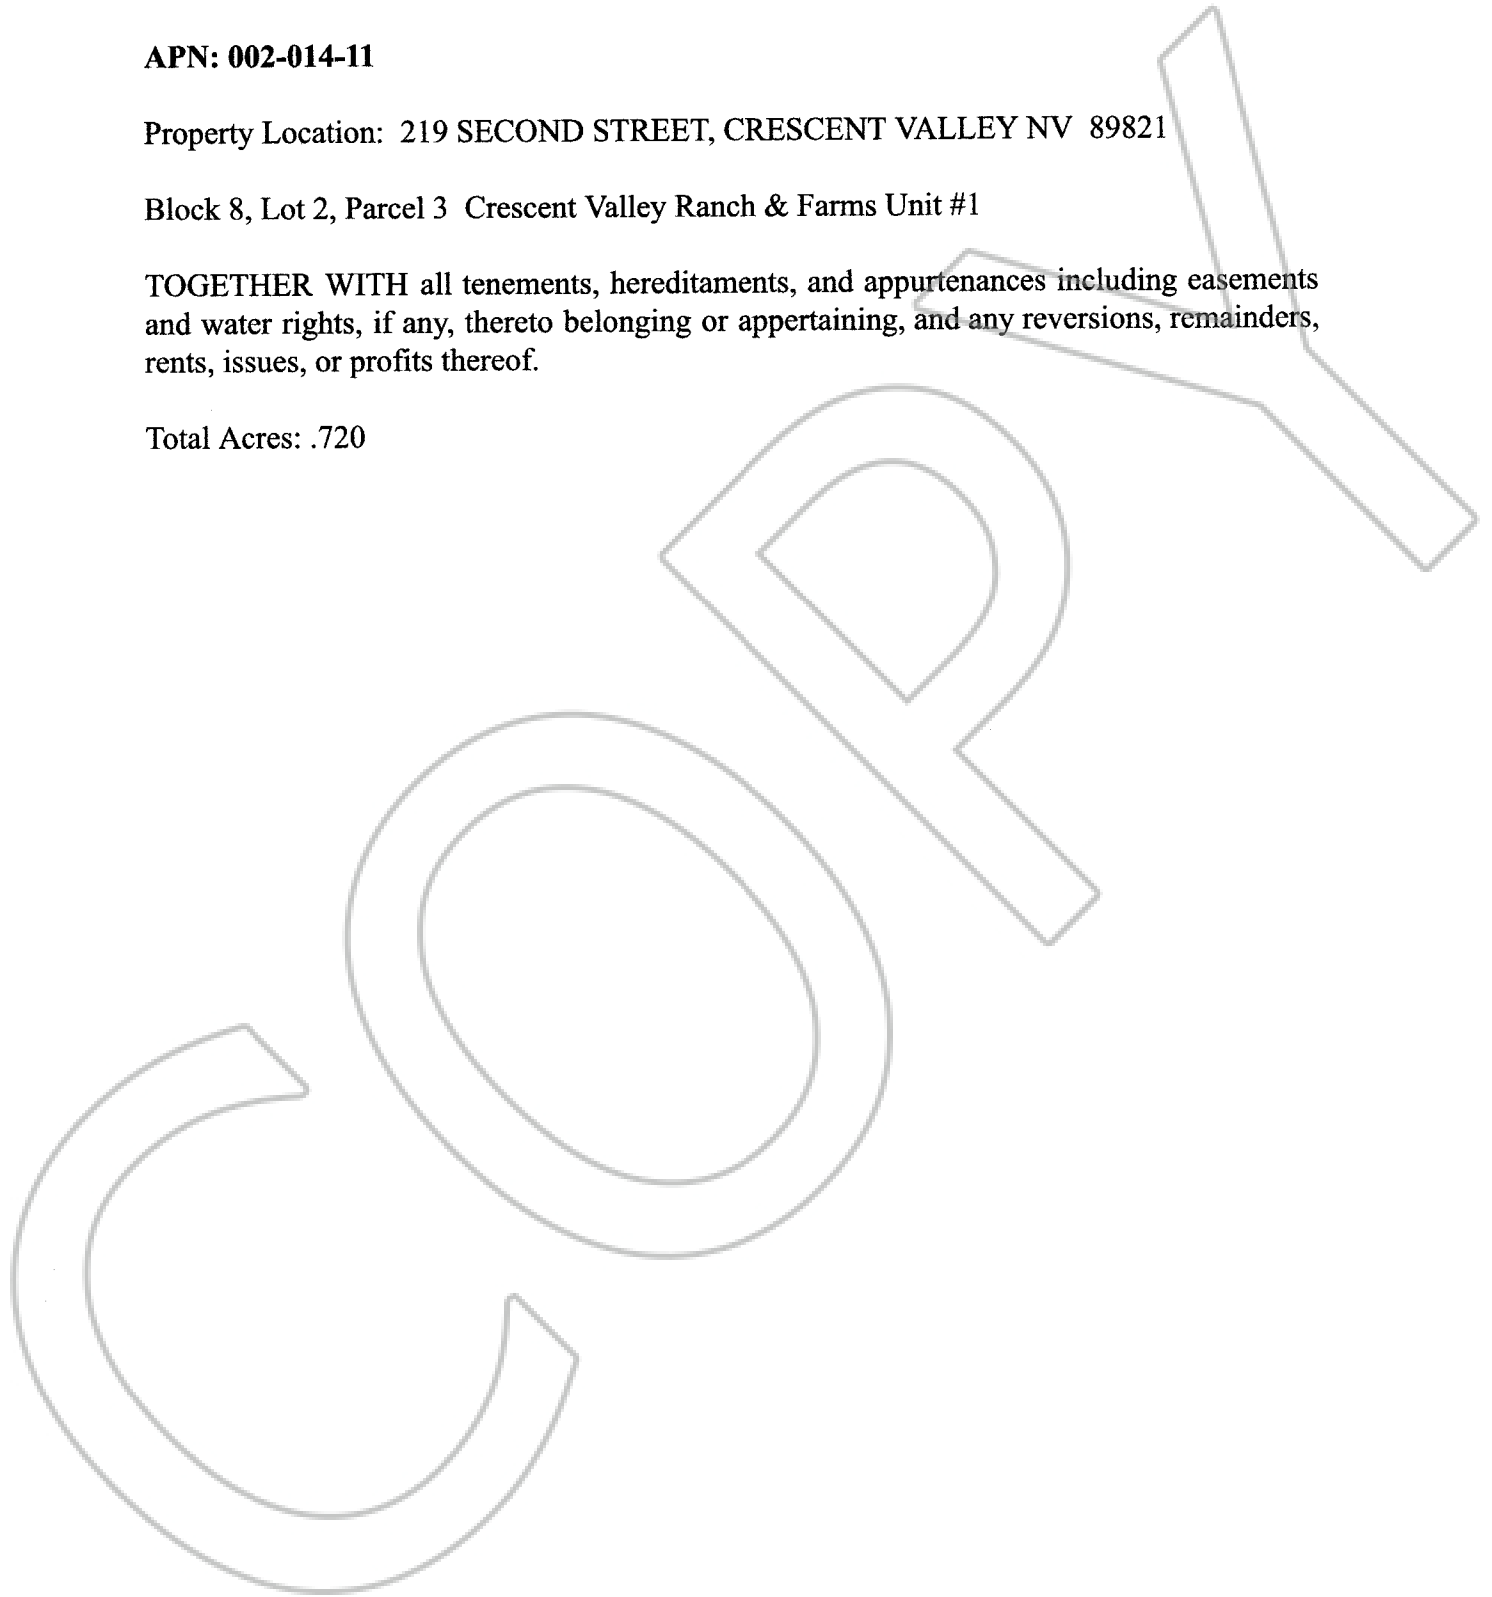 APN: 002-014-11
Property Location: 219 SECOND STREET, CRESCENT VALLEY NV 89821
Block 8, Lot 2, Parcel 3 Crescent Valley Ranch & Farms Unit #1
TOGETHER WITH all tenements, hereditaments, and appurtenances including easements
and water rights, if any, thereto belonging or appertaining, and any reversions, remainders,
rents, issues, or profits thereof.
Total Acres: .720
COPY